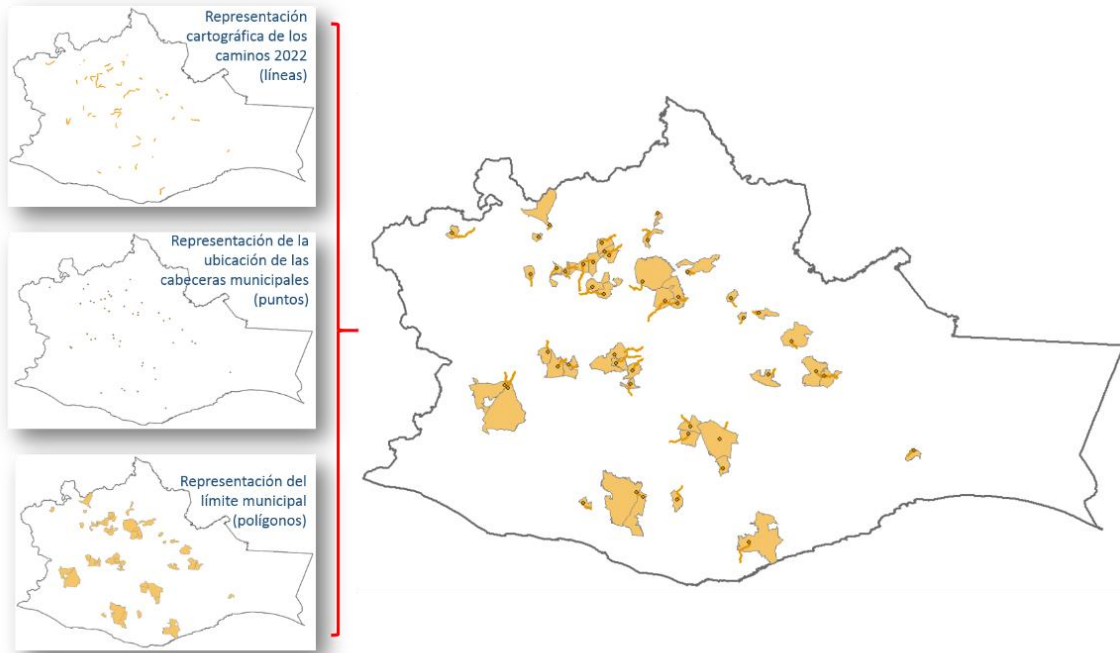 Representación
cartográfica de los
caminos 2022
(líneas)
Representación de la
ubicación de las
cabeceras municipales
(puntos)
Representación del
límite municipal
(polígonos)